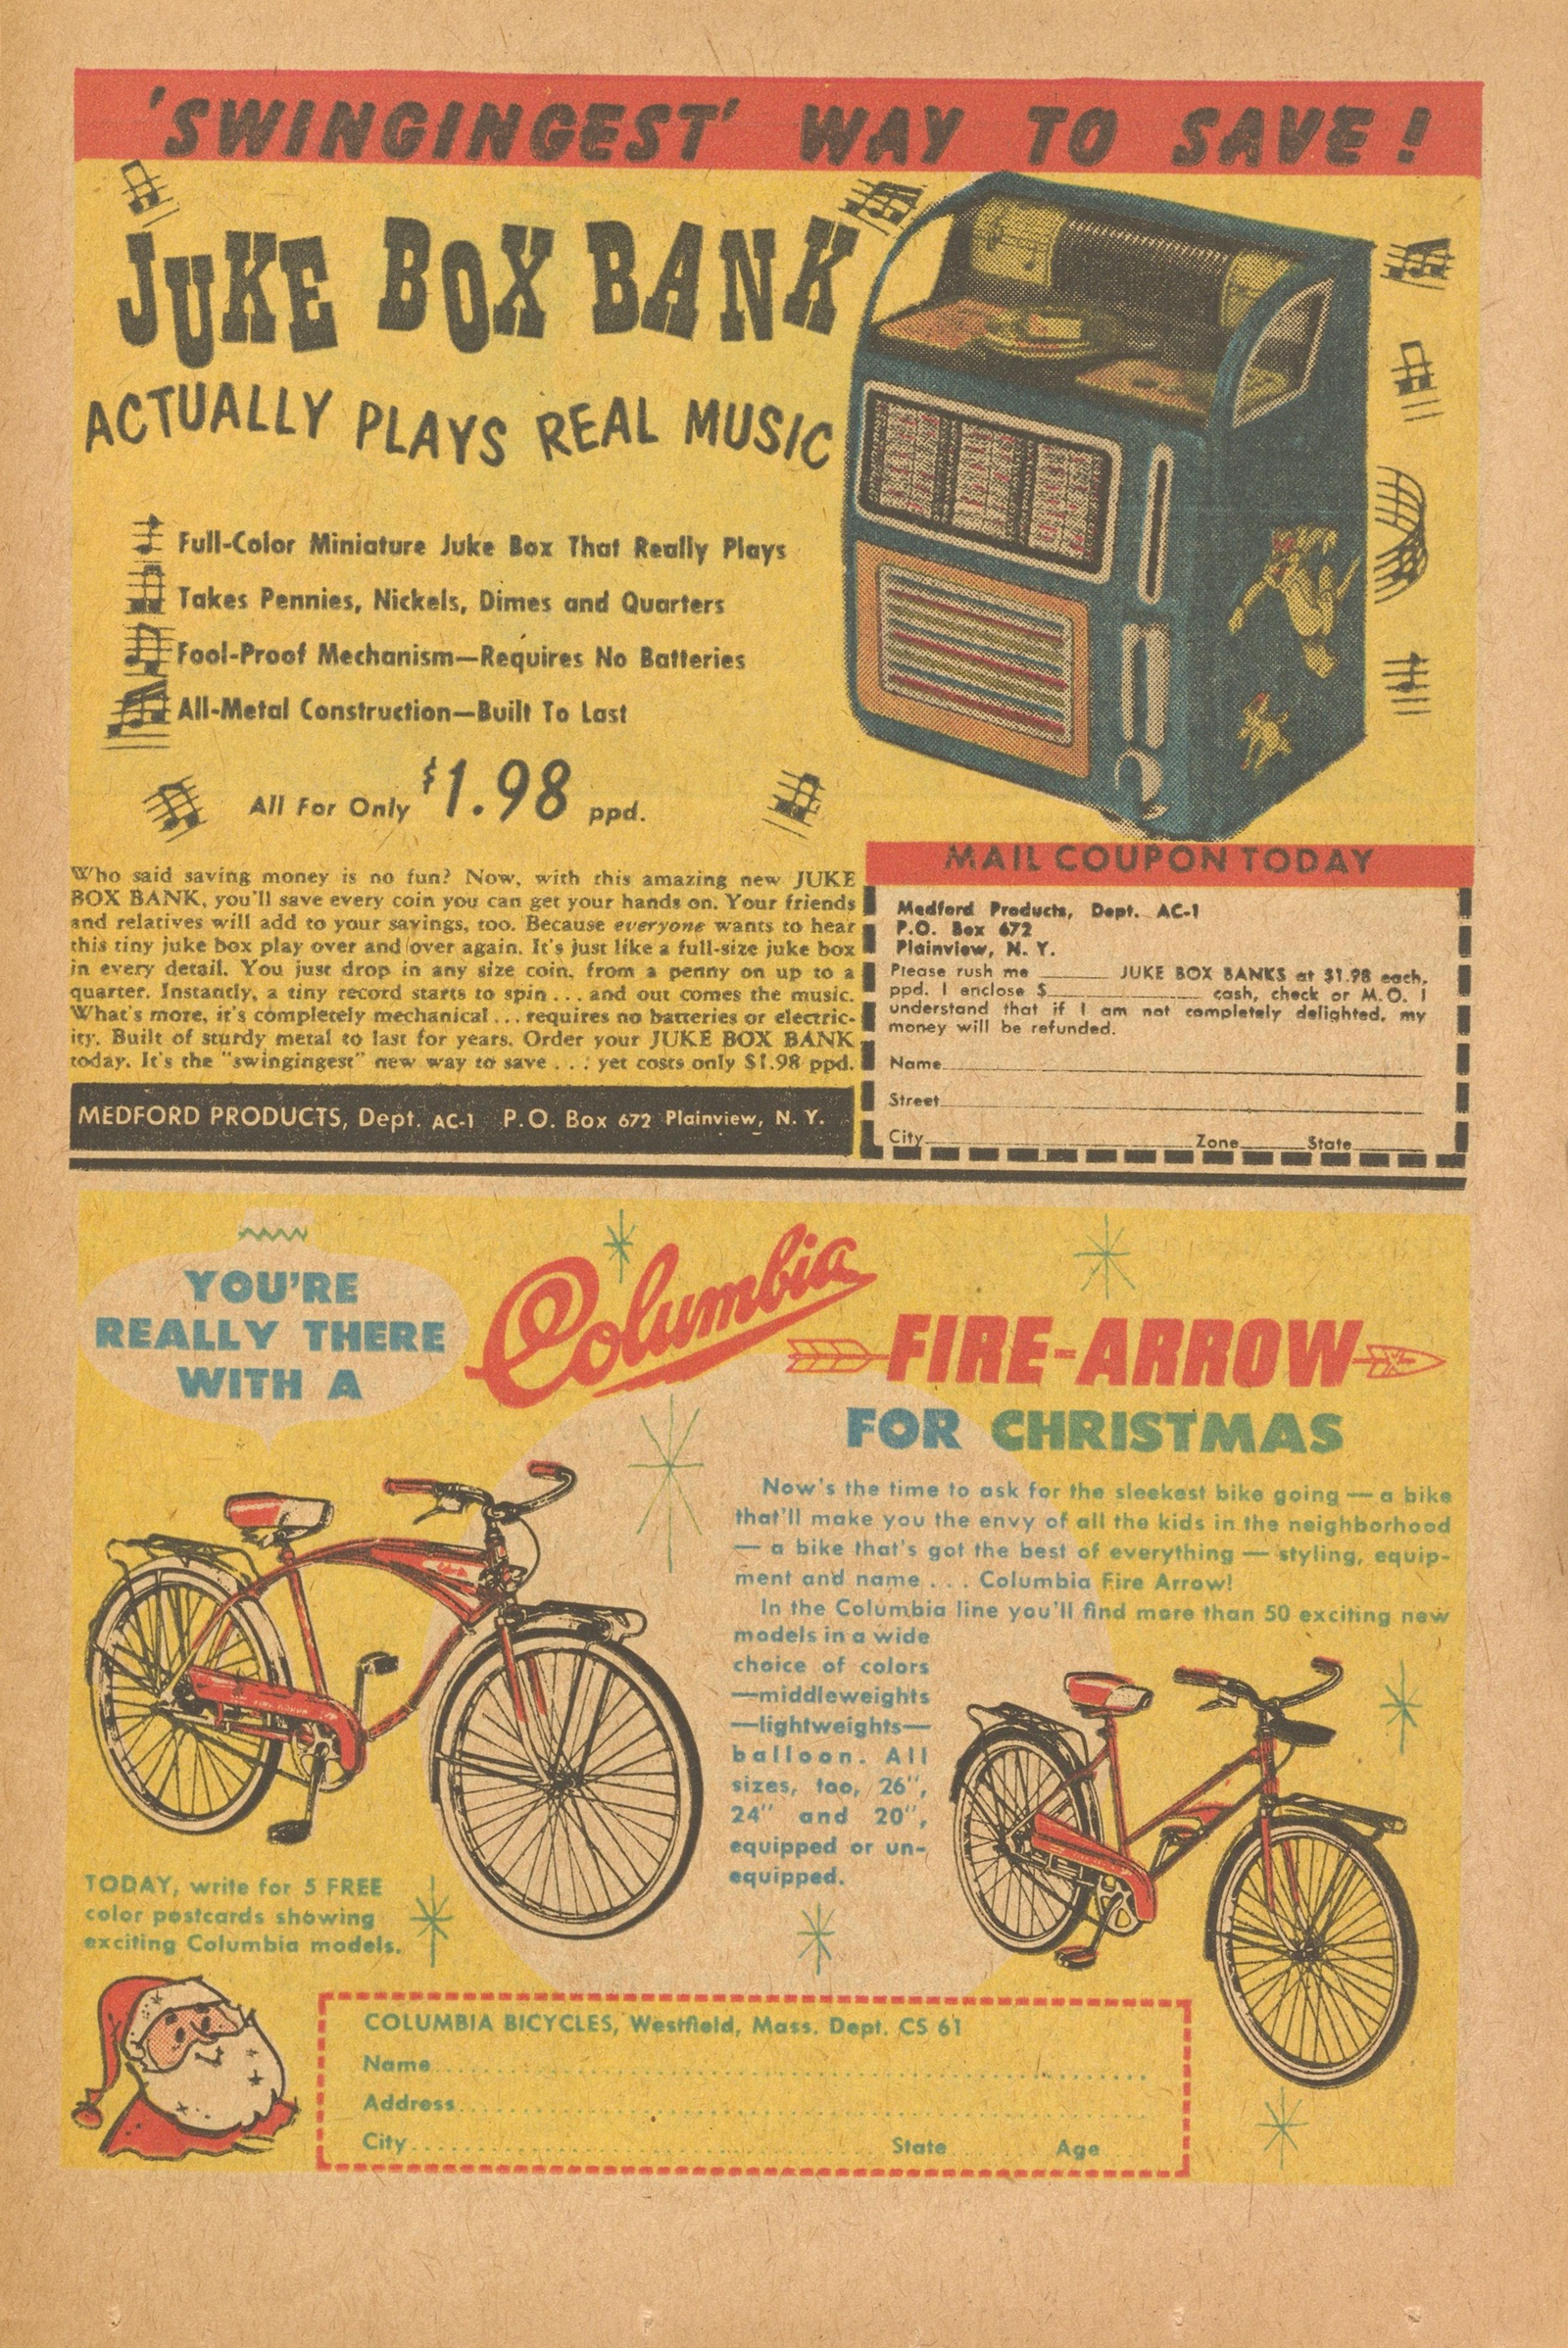 'SWINGINGEST' WAY TO SAVE!
JUKE BOX BANK
ACTUALLY PLAYS REAL MUSIC
Full-Color Miniature Juke Box That Really Plays
Takes Pennies, Nickels, Dimes and Quarters
Fool-Proof Mechanism—Requires No Batteries
All-Metal Construction—Built To Last
All For Only $1.98 ppd.
Who said saving money is no fun? Now, with this amazing new JUKE
BOX BANK, you'll save every coin you can get your hands on. Your friends
and relatives will add to your savings, too. Because everyone wants to hear
this tiny juke box play over and over again. It's just like a full-size juke box
in every detail. You just drop in any size coin, from a penny on up to a
quarter. Instantly, a tiny record starts to spin ... and out comes the music.
What's more, it's completely mechanical ... requires no batteries or electric-
ity. Built of sturdy metal to last for years. Order your JUKE BOX BANK
today. It's the "swingingest" new way to save ... yet costs only $1.98 ppd.
MEDFORD PRODUCTS, Dept. AC-1 P.O. Box 672 Plainview, N. Y.
MAIL COUPON TODAY
Medford Products, Dept. AC-1
P.O. Box 672
Plainview, N. Y.
Please rush me ______ JUKE BOX BANKS at $1.98 each,
ppd. I enclose $______ cash, check or M.O. I
understand that if I am not completely delighted, my
money will be refunded.
Name
Street
City Zone State
YOU'RE
REALLY THERE
WITH A
Columbia
FIRE-ARROW
FOR CHRISTMAS
Now's the time to ask for the sleekest bike going — a bike
that'll make you the envy of all the kids in the neighborhood
— a bike that's got the best of everything — styling, equip-
ment and name . . . Columbia Fire Arrow!
In the Columbia line you'll find more than 50 exciting new
models in a wide
choice of colors
—middleweights
—lightweights—
balloon. All
sizes, too, 26",
24" and 20",
equipped or un-
equipped.
TODAY, write for 5 FREE
color postcards showing
exciting Columbia models.
COLUMBIA BICYCLES, Westfield, Mass. Dept. CS 61
Name
Address
City State Age